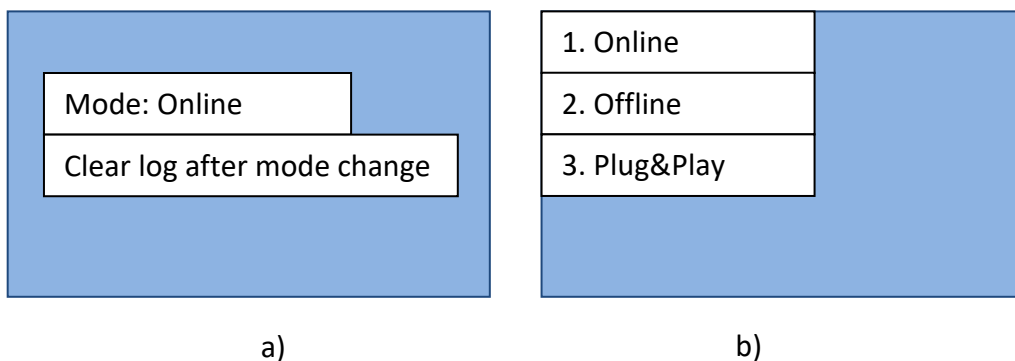 Mode: Online
Clear log after mode change
a)
1. Online
2. Offline
3. Plug&Play
b)